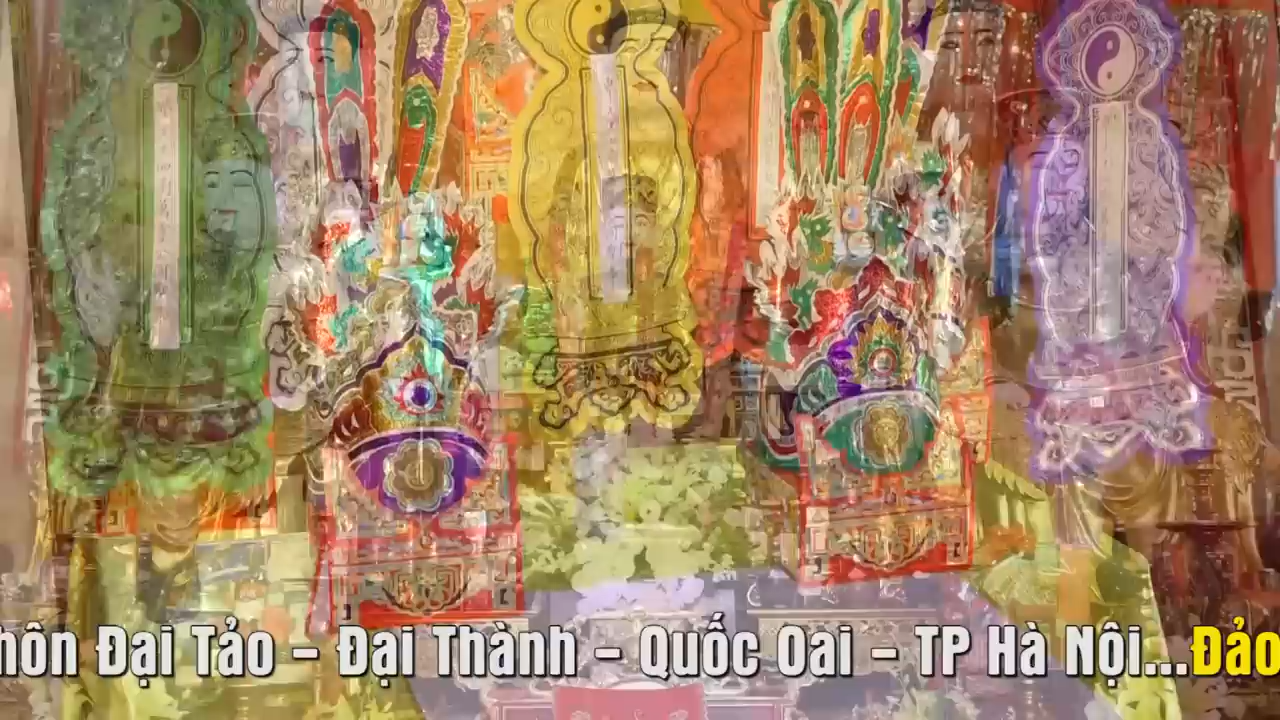 hôn Đại Tảo – Đại Thành – Quốc Oai – TP Hà Nội...Đảo